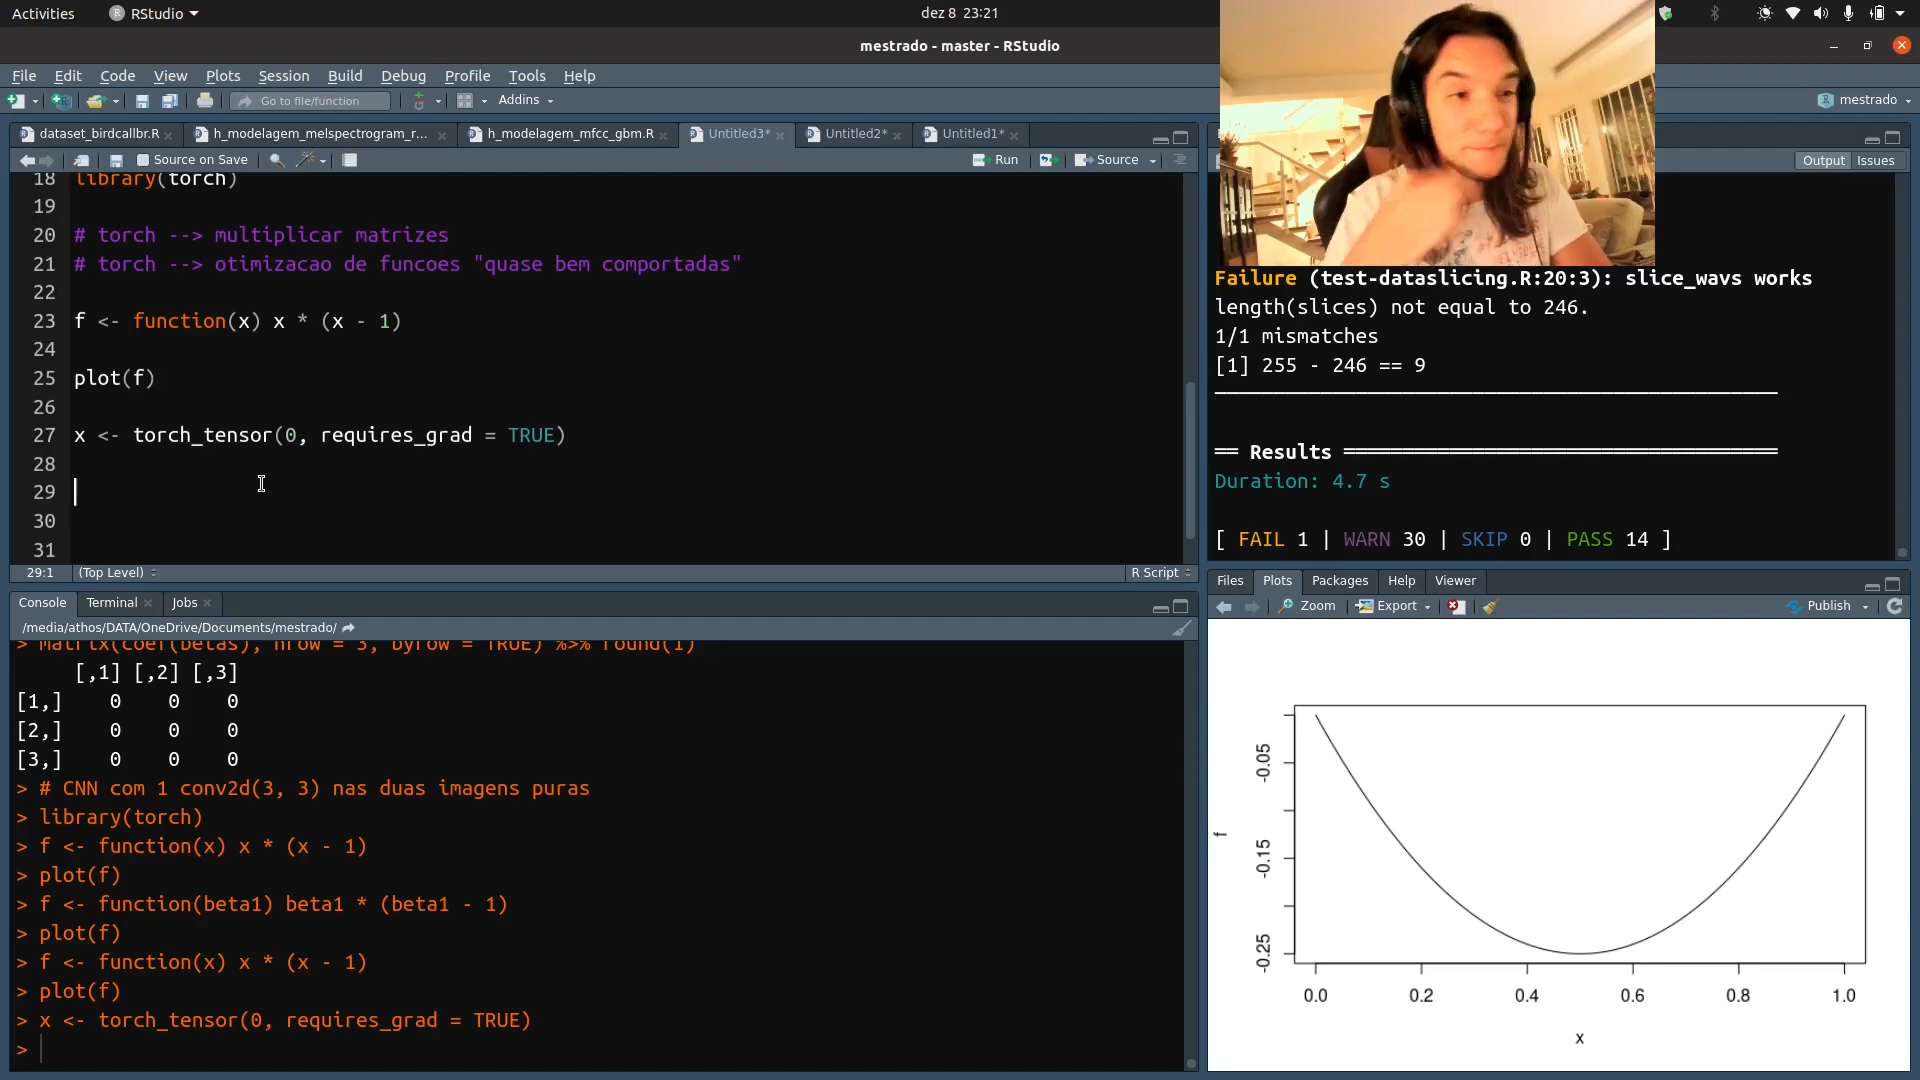 Activities
RStudio
dez 8 23:21
mestrado - master - RStudio
File Edit Code View Plots Session Build Debug Profile Tools Help
Go to file/function
Addins
mestrado
dataset_birdcallbr.R
h_modelagem_melspectrogram_r...
h_modelagem_mfcc_gbm.R
Untitled3*
Untitled2*
Untitled1*
Source on Save
Run
Source
18 library(torch)
19
20 # torch --> multiplicar matrizes
21 # torch --> otimizacao de funcoes "quase bem comportadas"
22
23 f <- function(x) x * (x - 1)
24
25 plot(f)
26
27 x <- torch_tensor(0, requires_grad = TRUE)
28
29
30
31
29:1 (Top Level)
R Script
Console Terminal Jobs
/media/athos/DATA/OneDrive/Documents/mestrado/
> matrix(coef(betas), nrow = 3, byrow = TRUE) %>% round(1)
[,1] [,2] [,3]
[1,] 0 0 0
[2,] 0 0 0
[3,] 0 0 0
> # CNN com 1 conv2d(3, 3) nas duas imagens puras
> library(torch)
> f <- function(x) x * (x - 1)
> plot(f)
> f <- function(beta1) beta1 * (beta1 - 1)
> plot(f)
> f <- function(x) x * (x - 1)
> plot(f)
> x <- torch_tensor(0, requires_grad = TRUE)
>
Output Issues
Failure (test-dataslicing.R:20:3): slice_wavs works
length(slices) not equal to 246.
1/1 mismatches
[1] 255 - 246 == 9
== Results
Duration: 4.7 s
[ FAIL 1 | WARN 30 | SKIP 0 | PASS 14 ]
Files Plots Packages Help Viewer
Zoom
Export
Publish
f
-0.05
-0.15
-0.25
0.0 0.2 0.4 0.6 0.8 1.0
x